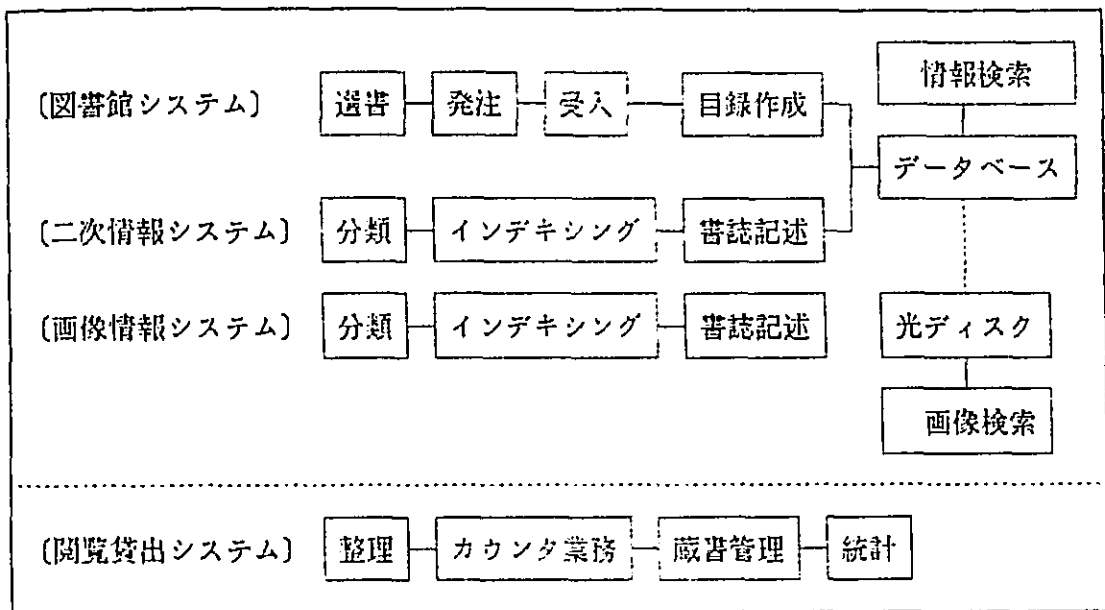 情報検索
〔図書館システム〕 選書 発注 受入 目録作成
データベース
〔二次情報システム〕 分類 インデキシング 書誌記述
〔画像情報システム〕 分類 インデキシング 書誌記述 光ディスク
画像検索
〔閲覧貸出システム〕 整理 カウンタ業務 蔵書管理 統計